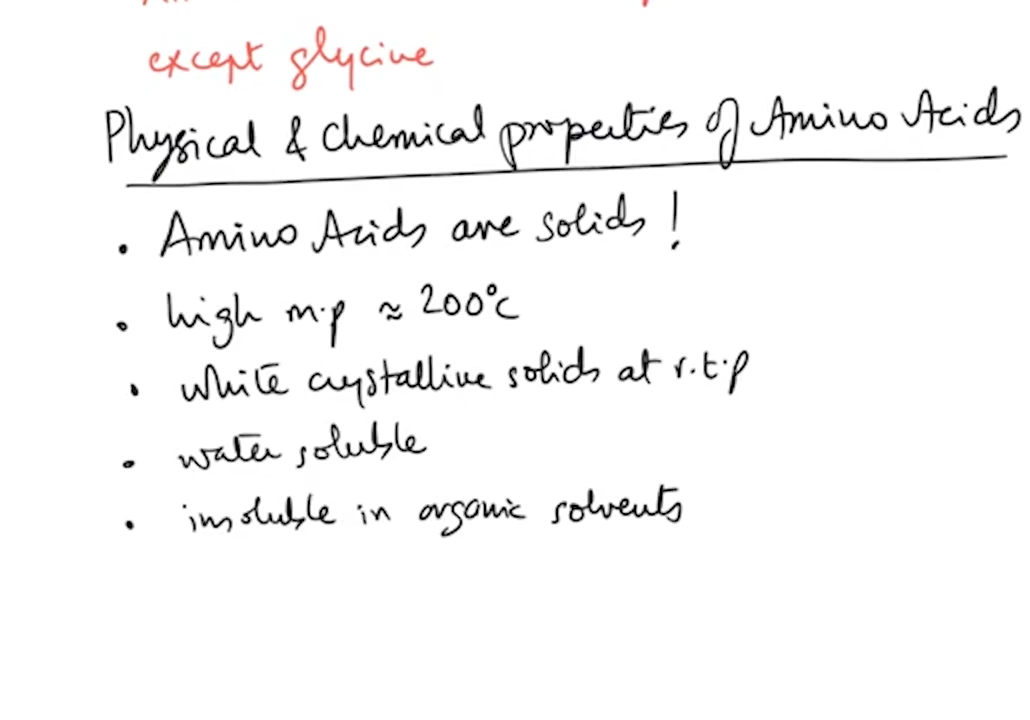 except glycine
Physical & chemical properties of Amino Acids
. Amino Acids are solids !
. high m.p ≈ 200°C
. white crystalline solids at r.t.p
. water soluble
. insoluble in organic solvents